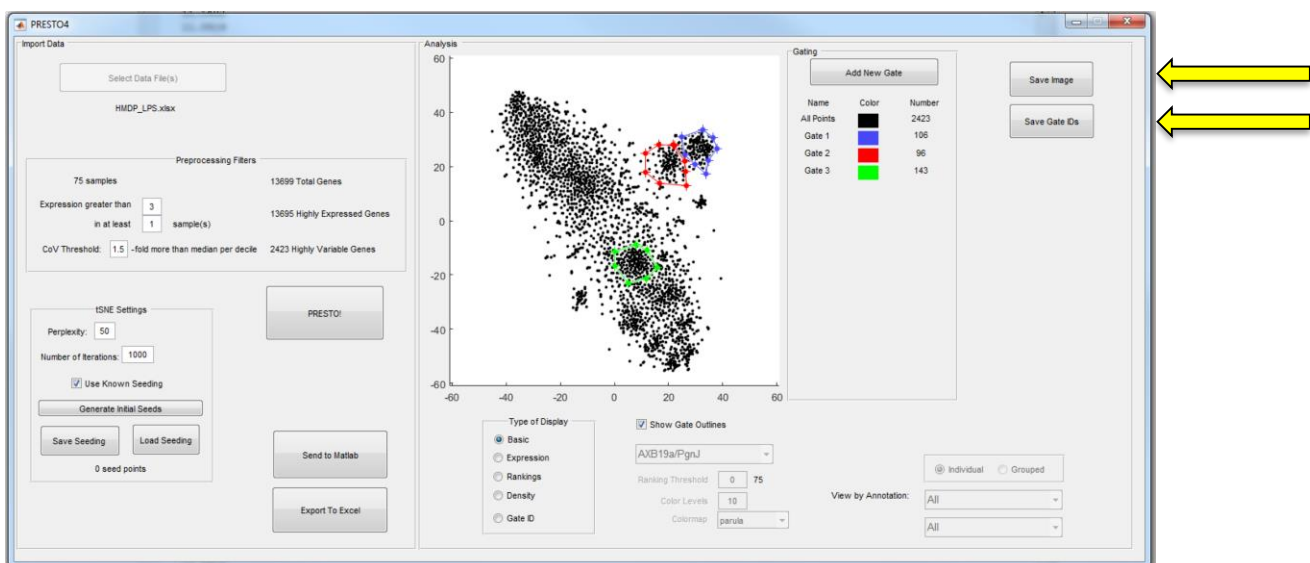 PRESTO4
Import Data
Select Data File(s)
HMDP_LPS.xlsx
Preprocessing Filters
75 samples
13699 Total Genes
Expression greater than 3
in at least 1 sample(s)
13695 Highly Expressed Genes
CoV Threshold: 1.5 -fold more than median per decile 2423 Highly Variable Genes
tSNE Settings
Perplexity: 50
Number of Iterations: 1000
Use Known Seeding
Generate Initial Seeds
Save Seeding Load Seeding
0 seed points
PRESTO!
Send to Matlab
Export To Excel
Analysis
60
40
20
0
-20
-40
-60
-60 -40 -20 0 20 40 60
Type of Display
Basic
Expression
Rankings
Density
Gate ID
Show Gate Outlines
AXB19a/PgnJ
Ranking Threshold 0 75
Color Levels 10
Colormap parula
Gating
Add New Gate
Name Color Number
All Points 2423
Gate 1 106
Gate 2 96
Gate 3 143
Save Image
Save Gate IDs
Individual Grouped
View by Annotation: All
All